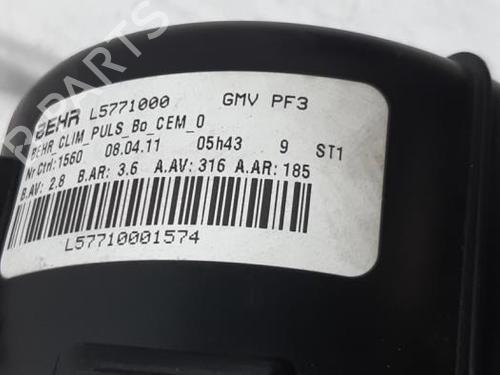 BEHR L5771000 GMV PF3
BEHR_CLIM_PULS_Bo_CEM_0
Nr Ctrl:1560 08.04.11 05h43 9 ST1
B.AV: 2.8 B.AR: 3.6 A.AV: 316 A.AR: 185
L57710001574
B PARTS